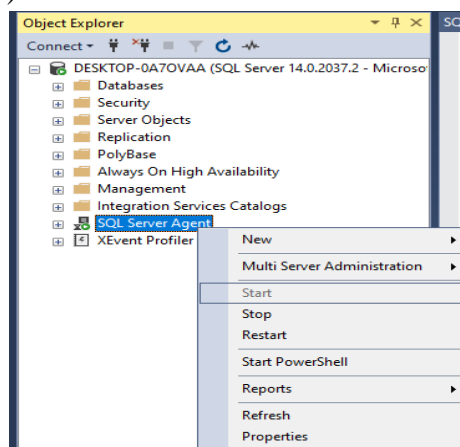 )
Object Explorer
SQ
Connect
DESKTOP-0A7OVAA (SQL Server 14.0.2037.2 - Microso
Databases
Security
Server Objects
Replication
PolyBase
Always On High Availability
Management
Integration Services Catalogs
SQL Server Agent
XEvent Profiler
New
Multi Server Administration
Start
Stop
Restart
Start PowerShell
Reports
Refresh
Properties